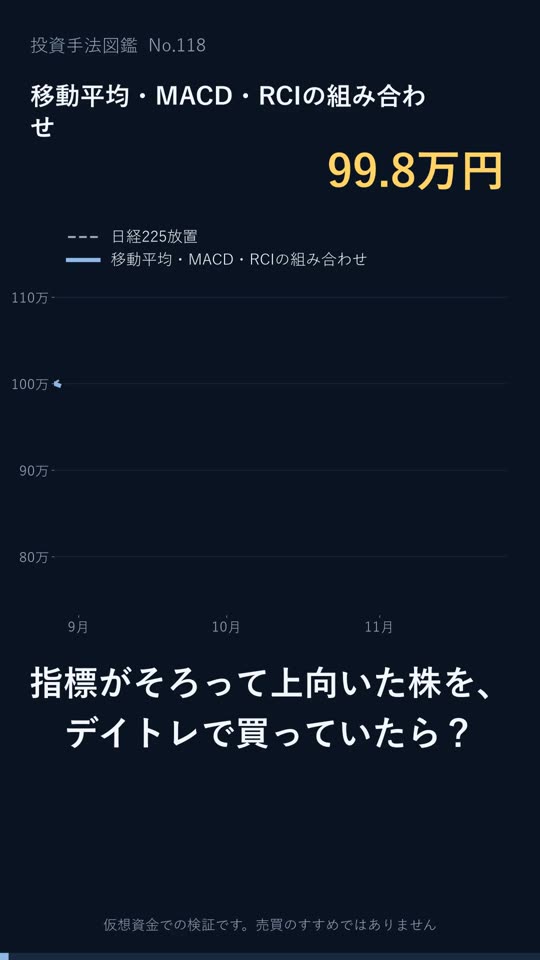 投資手法図鑑 No.118
移動平均・MACD・RCIの組み合わ
せ
99.8万円
日経225放置
移動平均・MACD・RCIの組み合わせ
110万
100万
90万
80万
9月 10月 11月
指標がそろって上向いた株を、
デイトレで買っていたら？
仮想資金での検証です。売買のすすめではありません